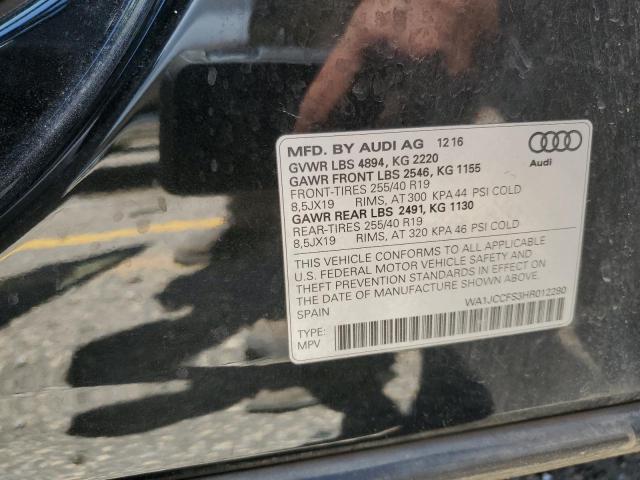 MFD. BY AUDI AG 12 16
GVWR LBS 4894, KG 2220
GAWR FRONT LBS 2546, KG 1155
FRONT-TIRES 255/40 R19
8,5JX19 RIMS, AT 300 KPA 44 PSI COLD
GAWR REAR LBS 2491, KG 1130
REAR-TIRES 255/40 R19
8,5JX19 RIMS, AT 320 KPA 46 PSI COLD
Audi
THIS VEHICLE CONFORMS TO ALL APPLICABLE
U.S. FEDERAL MOTOR VEHICLE SAFETY AND
THEFT PREVENTION STANDARDS IN EFFECT ON
THE DATE OF MANUFACTURE SHOWN ABOVE.
SPAIN
WA1JCCFS3HR012280
TYPE:
MPV